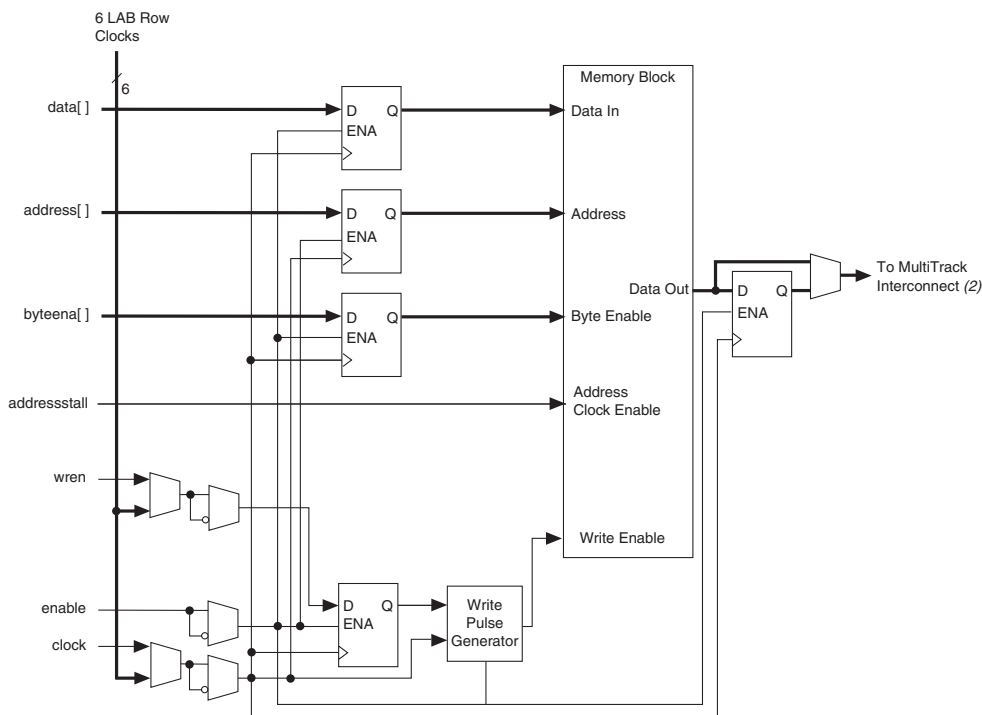 6 LAB Row
Clocks
6
data[ ]
D Q
ENA
Memory Block
Data In
address[ ]
D Q
ENA
Address
byteena[ ]
D Q
ENA
Byte Enable
Data Out
D Q
ENA
To MultiTrack
Interconnect (2)
addressstall
Address
Clock Enable
wren
Write Enable
enable
clock
D Q
ENA
Write
Pulse
Generator